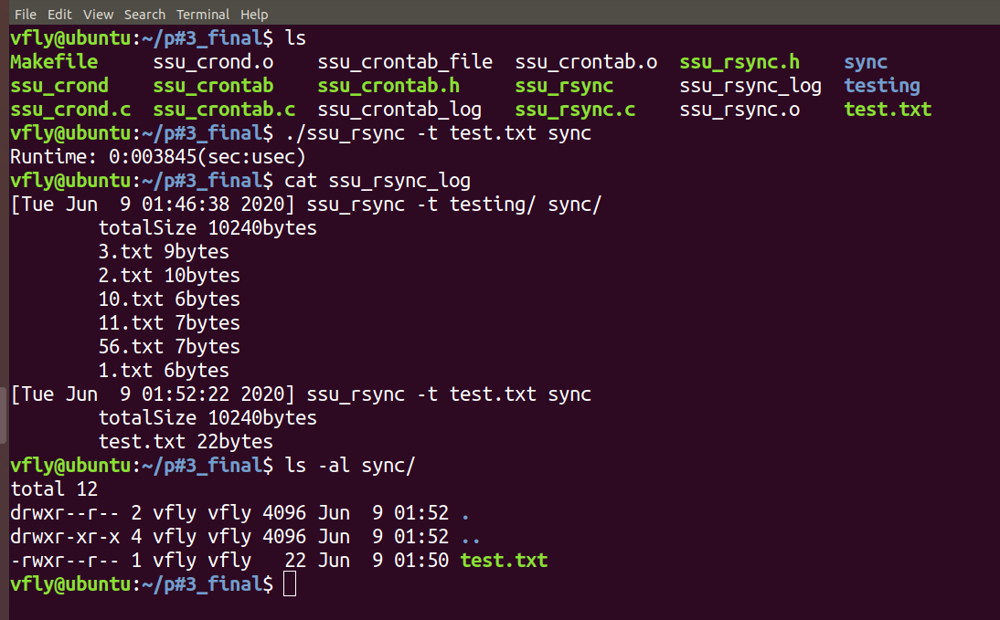 File Edit View Search Terminal Help
vfly@ubuntu:~/p#3_final$ ls
Makefile     ssu_crond.o    ssu_crontab_file  ssu_crontab.o  ssu_rsync.h    sync
ssu_crond    ssu_crontab    ssu_crontab.h     ssu_rsync      ssu_rsync_log  testing
ssu_crond.c  ssu_crontab.c  ssu_crontab_log   ssu_rsync.c    ssu_rsync.o    test.txt
vfly@ubuntu:~/p#3_final$ ./ssu_rsync -t test.txt sync
Runtime: 0:003845(sec:usec)
vfly@ubuntu:~/p#3_final$ cat ssu_rsync_log
[Tue Jun  9 01:46:38 2020] ssu_rsync -t testing/ sync/
        totalSize 10240bytes
        3.txt 9bytes
        2.txt 10bytes
        10.txt 6bytes
        11.txt 7bytes
        56.txt 7bytes
        1.txt 6bytes
[Tue Jun  9 01:52:22 2020] ssu_rsync -t test.txt sync
        totalSize 10240bytes
        test.txt 22bytes
vfly@ubuntu:~/p#3_final$ ls -al sync/
total 12
drwxr--r-- 2 vfly vfly 4096 Jun  9 01:52 .
drwxr-xr-x 4 vfly vfly 4096 Jun  9 01:52 ..
-rwxr--r-- 1 vfly vfly   22 Jun  9 01:50 test.txt
vfly@ubuntu:~/p#3_final$